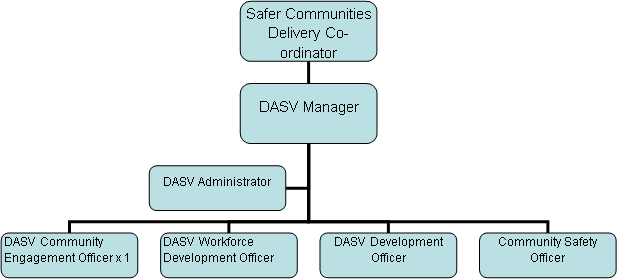 Safer Communities
Delivery Co-
ordinator
DASV Manager
DASV Administrator
DASV Community
Engagement Officer x 1
DASV Workforce
Development Officer
DASV Development
Officer
Community Safety
Officer